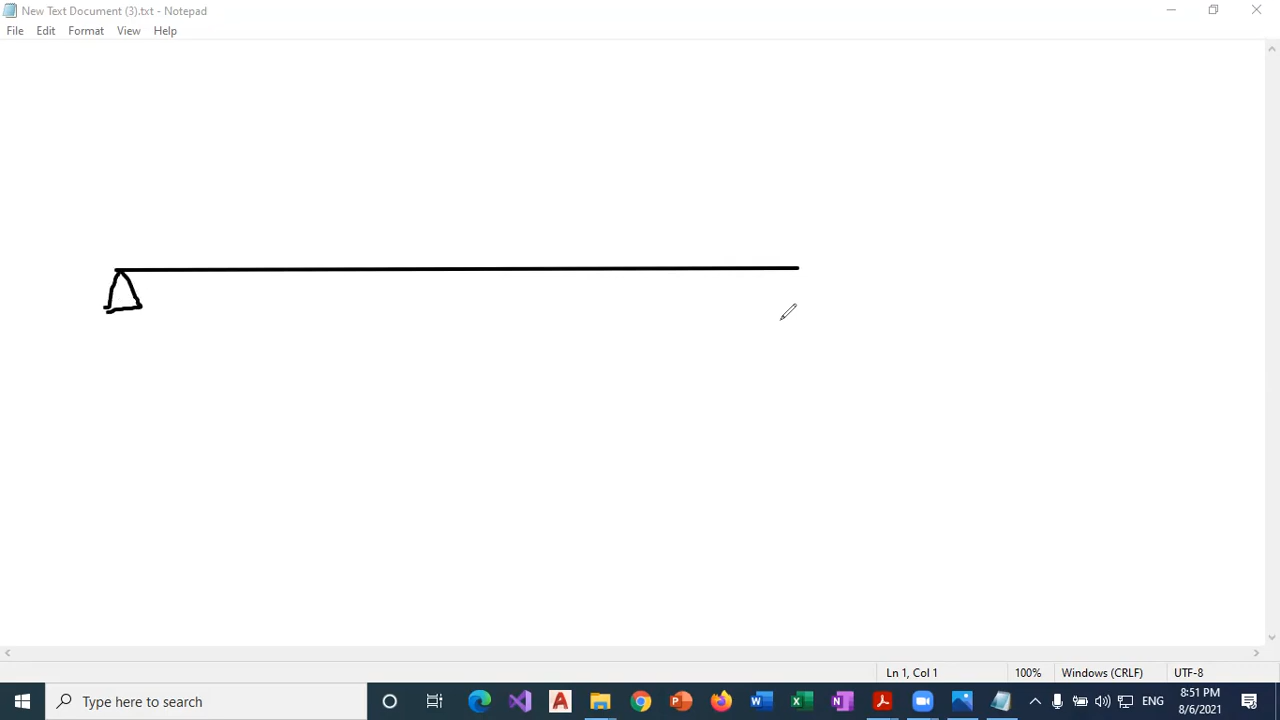 New Text Document (3).txt - Notepad
File Edit Format View Help
Ln 1, Col 1 100% Windows (CRLF) UTF-8
Type here to search
ENG
8:51 PM
8/6/2021